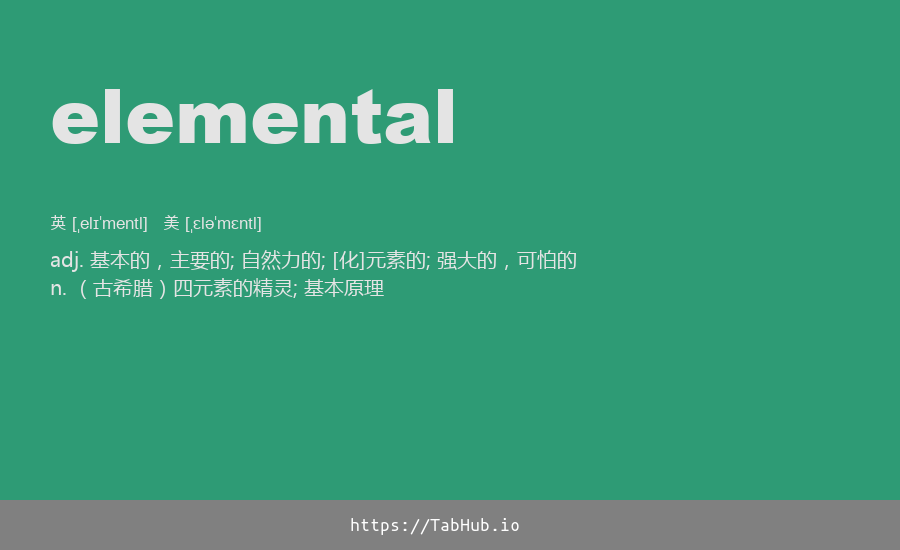 elemental
英 [ˌelɪˈmentl] 美 [ˌɛləˈmɛntl]
adj. 基本的，主要的; 自然力的; [化]元素的; 强大的，可怕的
n. （古希腊）四元素的精灵; 基本原理
https://TabHub.io